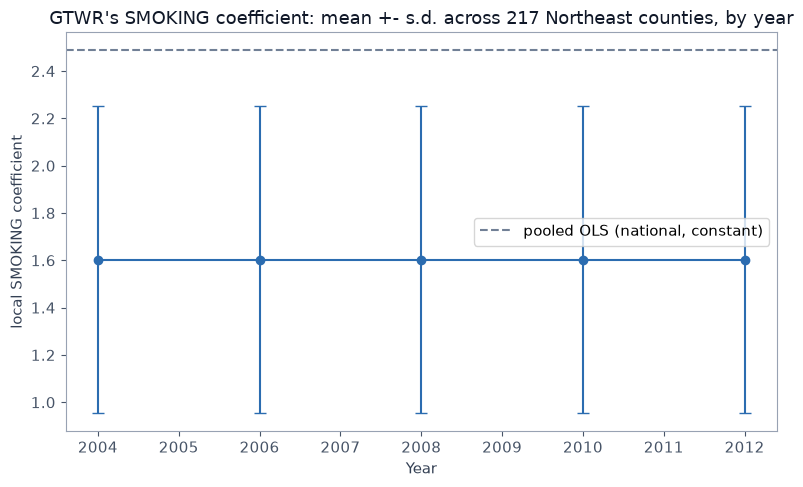 GTWR's SMOKING coefficient: mean +- s.d. across 217 Northeast counties, by year
local SMOKING coefficient
2.4
2.2
2.0
1.8
1.6
1.4
1.2
1.0
pooled OLS (national, constant)
2004 2005 2006 2007 2008 2009 2010 2011 2012
Year